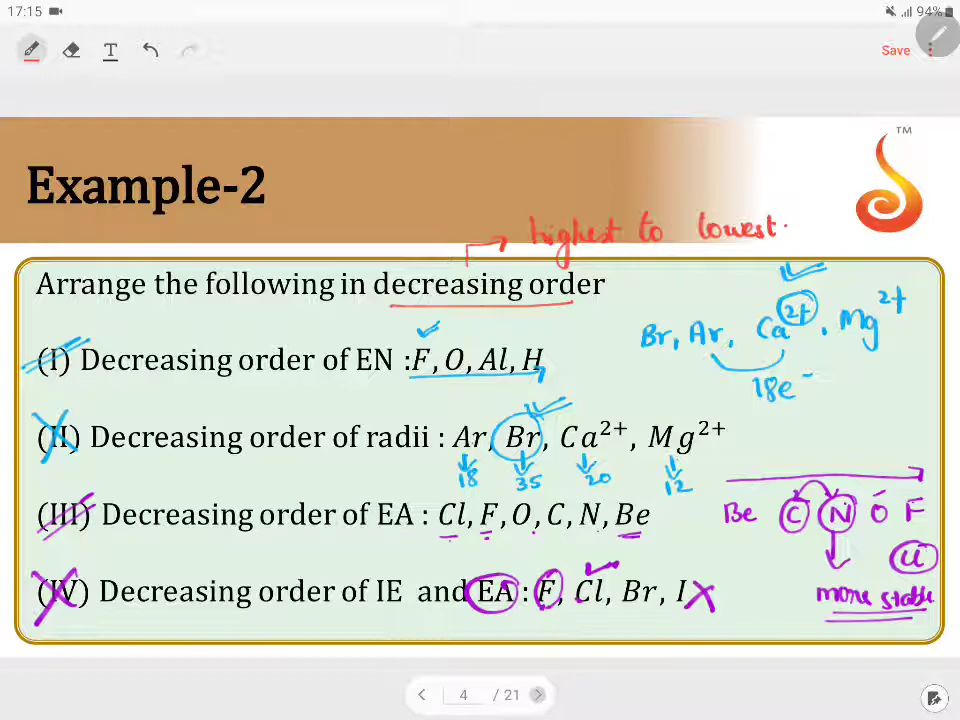 17:15 94%
T Save
TM
Example-2
highest to lowest.
Arrange the following in decreasing order
Br, Ar, Ca2+, Mg2+
18e-
(I) Decreasing order of EN :F, O, Al, H
(II) Decreasing order of radii : Ar, Br, Ca²⁺, Mg²⁺
18 35 20 12
(III) Decreasing order of EA : Cl, F, O, C, N, Be
Be C N O F
Cl
(IV) Decreasing order of IE and EA : F, Cl, Br, I
more stable
4 / 21